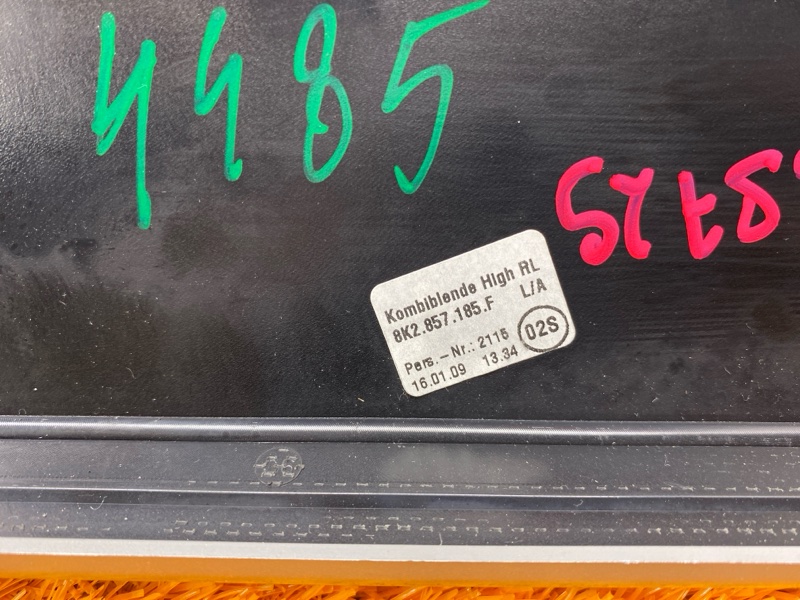 4485
Kombiblende High RL
8K2.857.185.F L/A
Pers.-Nr.: 2115
16.01.09 13.34
02S